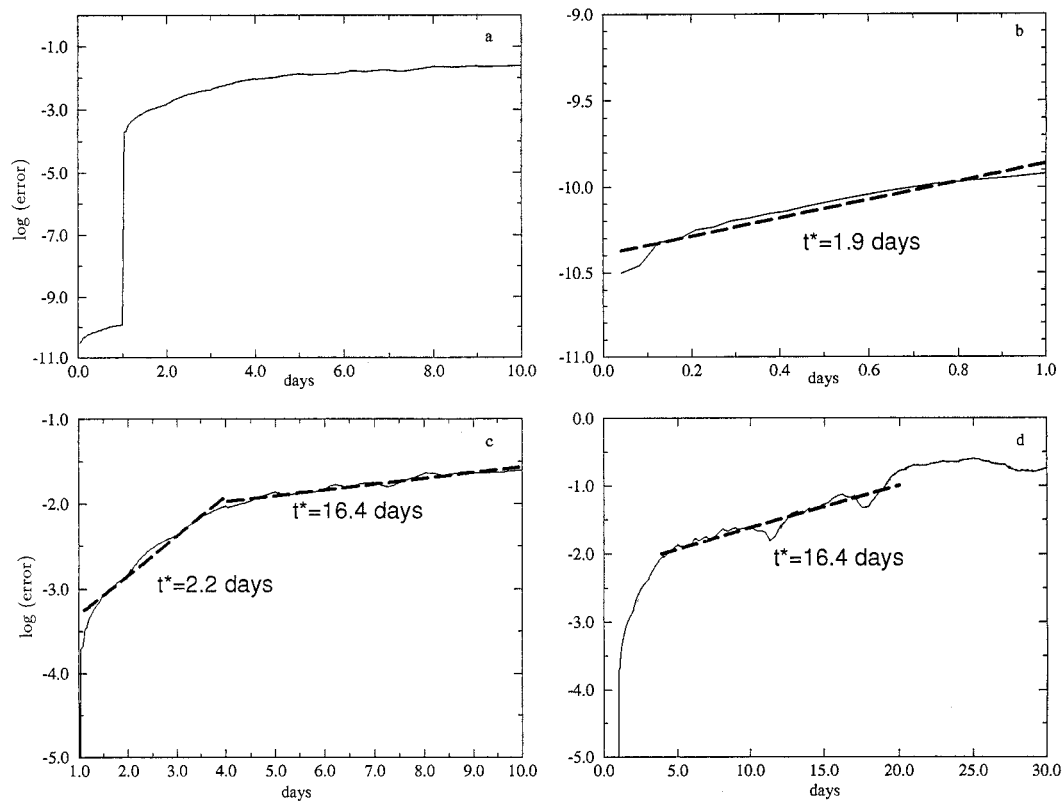 a
-1.0
-3.0
-5.0
-7.0
-9.0
-11.0
log (error)
0.0 2.0 4.0 6.0 8.0 10.0
days
b
-9.0
-9.5
-10.0
-10.5
-11.0
t*=1.9 days
0.0 0.2 0.4 0.6 0.8 1.0
days
c
-1.0
-2.0
-3.0
-4.0
-5.0
log (error)
t*=16.4 days
t*=2.2 days
1.0 2.0 3.0 4.0 5.0 6.0 7.0 8.0 9.0 10.0
days
d
0.0
-1.0
-2.0
-3.0
-4.0
-5.0
t*=16.4 days
0.0 5.0 10.0 15.0 20.0 25.0 30.0
days